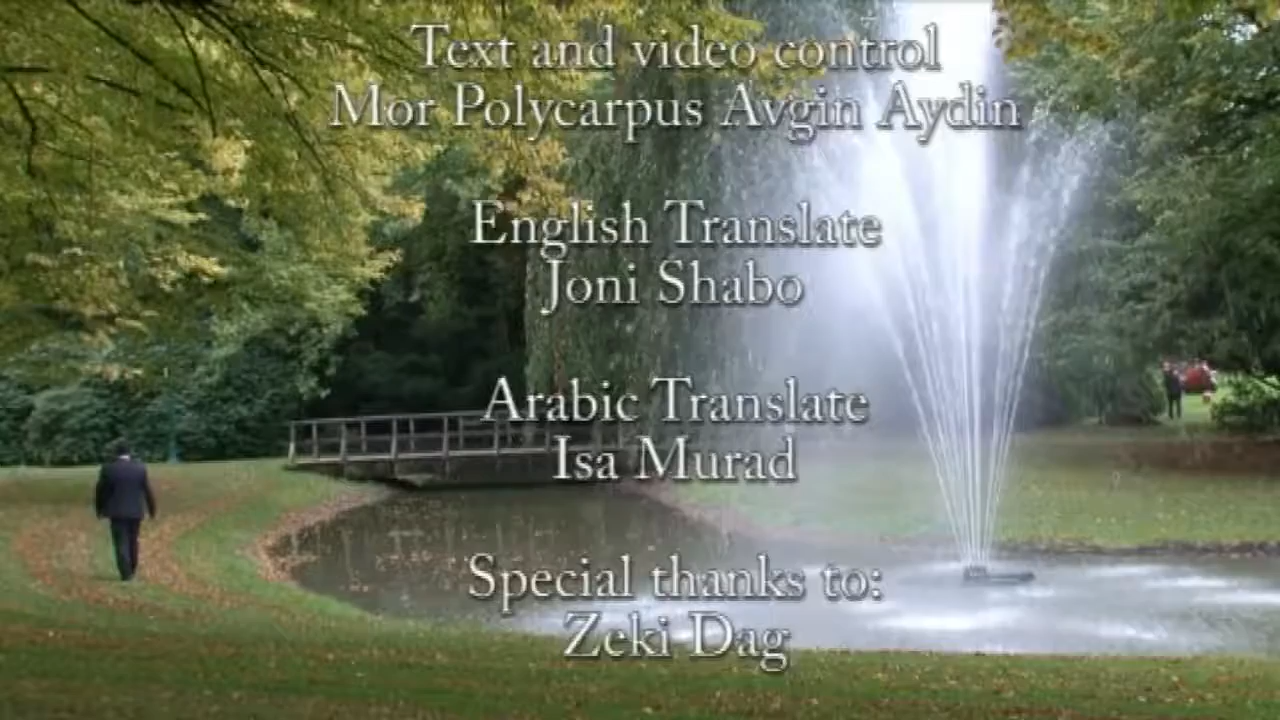 Text and video control
Mor Polycarpus Avgin Aydin
English Translate
Joni Shabo
Arabic Translate
Isa Murad
Special thanks to:
Zeki Dag